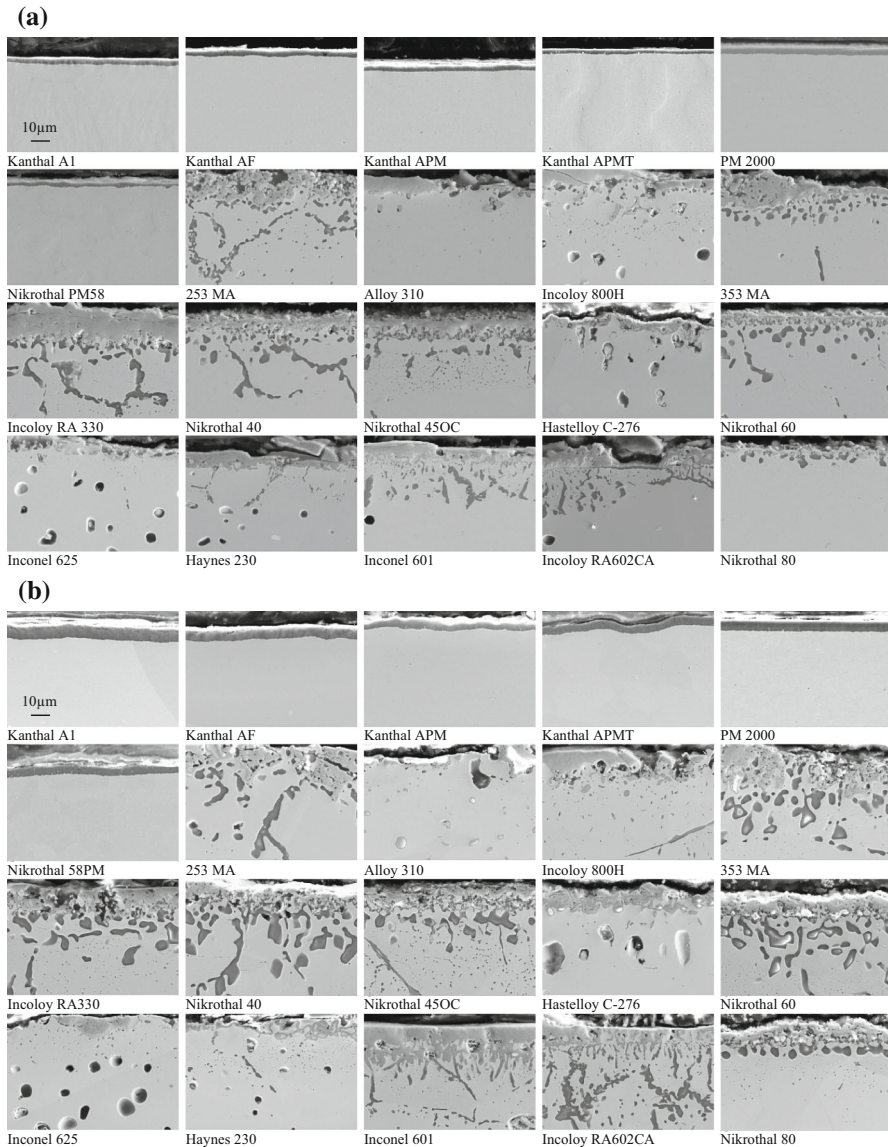 (a)
10µm
Kanthal A1 Kanthal AF Kanthal APM Kanthal APMT PM 2000
Nikrothal PM58 253 MA Alloy 310 Incoloy 800H 353 MA
Incoloy RA 330 Nikrothal 40 Nikrothal 45OC Hastelloy C-276 Nikrothal 60
Inconel 625 Haynes 230 Inconel 601 Incoloy RA602CA Nikrothal 80
(b)
10µm
Kanthal A1 Kanthal AF Kanthal APM Kanthal APMT PM 2000
Nikrothal 58PM 253 MA Alloy 310 Incoloy 800H 353 MA
Incoloy RA330 Nikrothal 40 Nikrothal 45OC Hastelloy C-276 Nikrothal 60
Inconel 625 Haynes 230 Inconel 601 Incoloy RA602CA Nikrothal 80